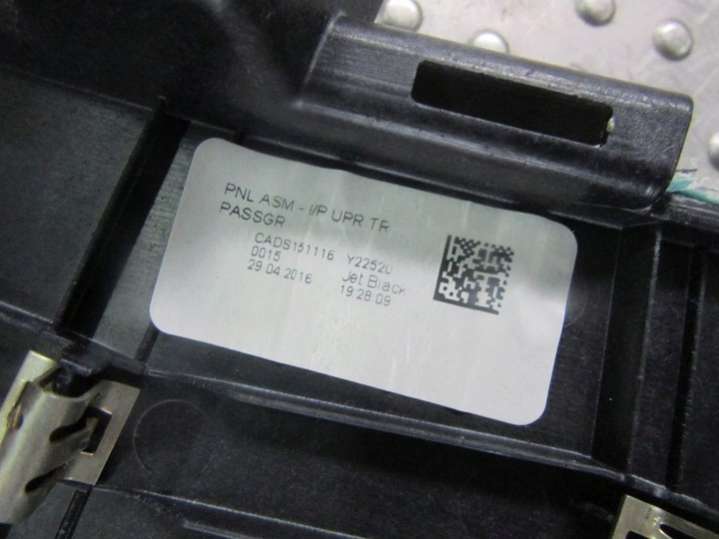 PNL ASM - I/P UPR TR
PASSGR
CADS151116 Y2252U
0015 Jet Black
29.04.2016 19:28:09